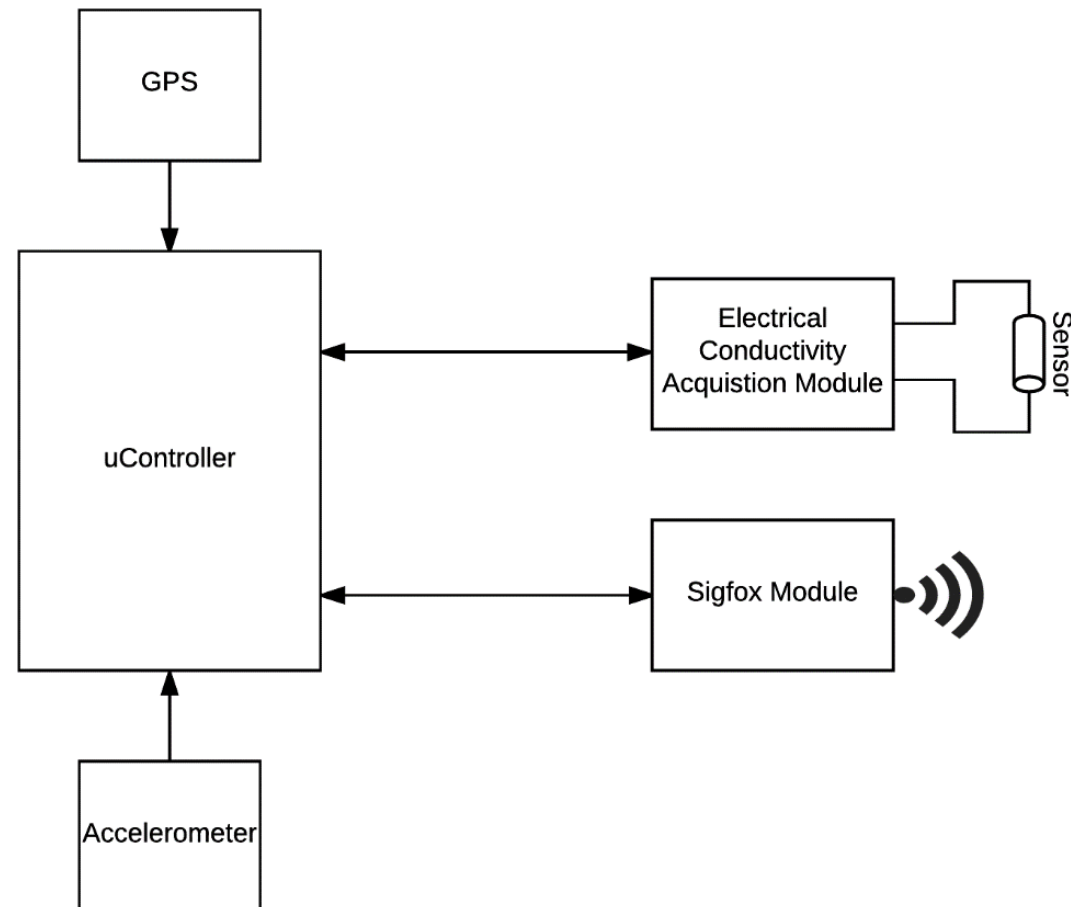 GPS
Electrical
Conductivity
Acquistion Module
Sensor
uController
Sigfox Module
Accelerometer